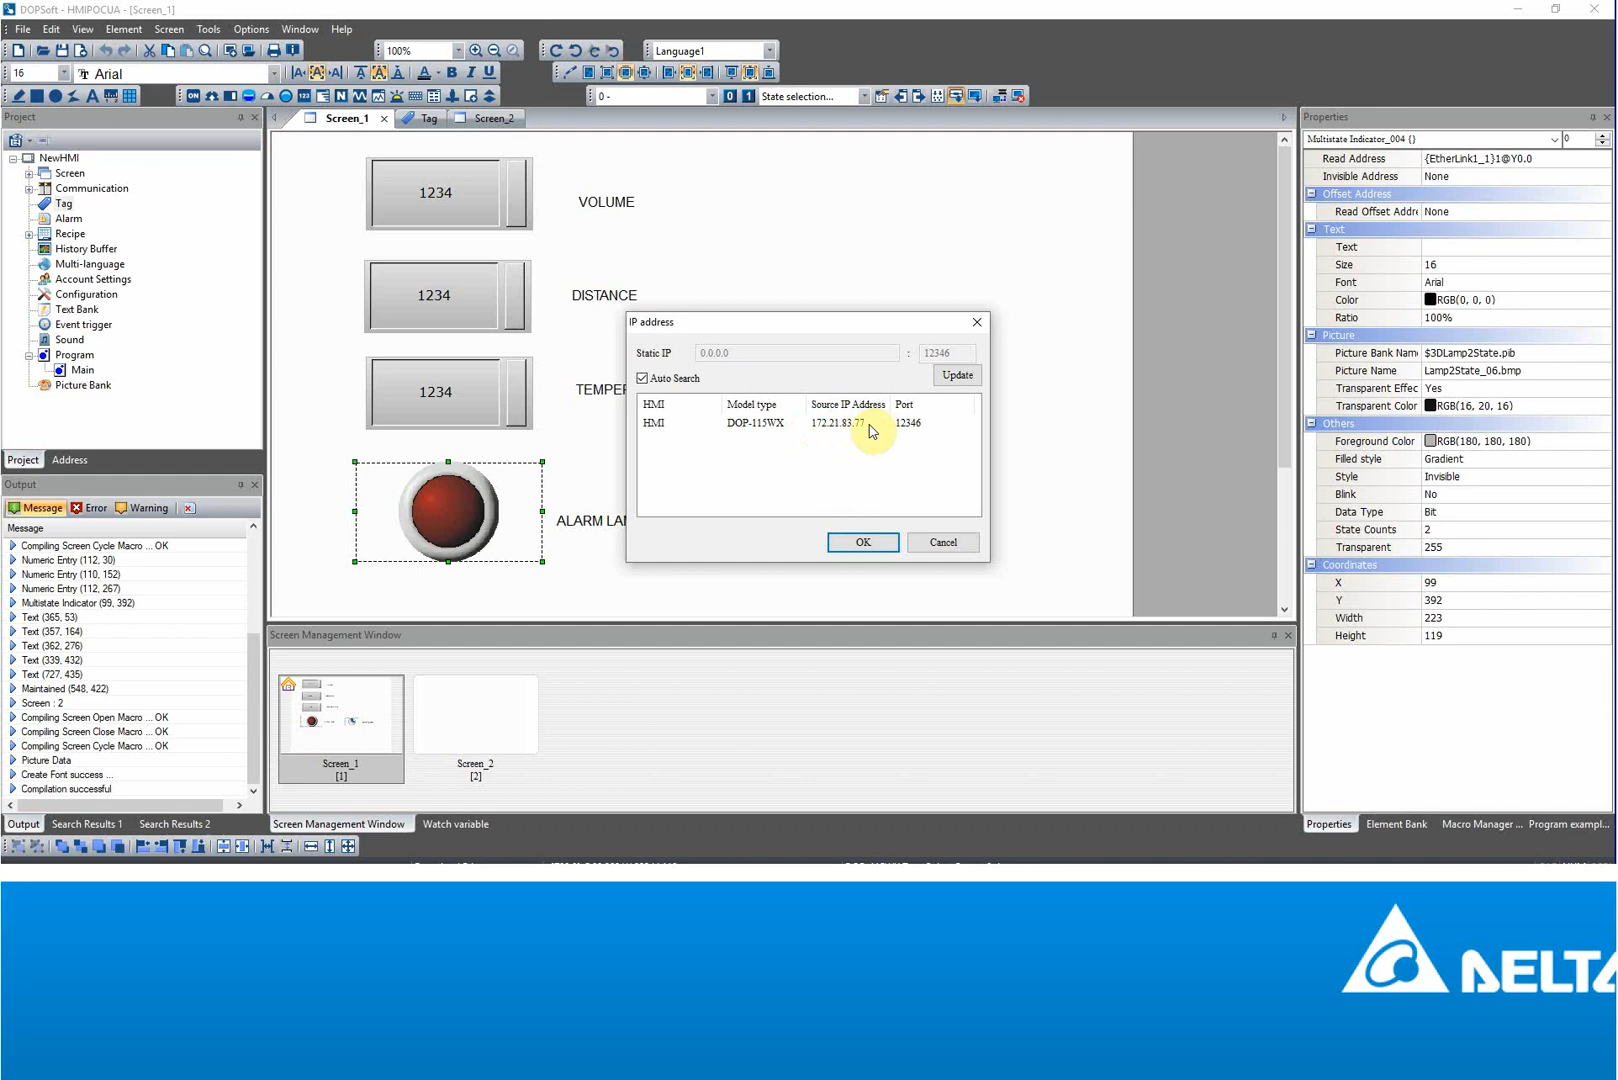 DOPSoft - HMIPOCUA - [Screen_1]
File Edit View Element Screen Tools Options Window Help
100% Language1
16 Arial
0 - 0 1 State selection...
Project
NewHMI
Screen
Communication
Tag
Alarm
Recipe
History Buffer
Multi-language
Account Settings
Configuration
Text Bank
Event trigger
Sound
Program
Main
Picture Bank
Project Address
Output
Message Error Warning
Message
Compiling Screen Cycle Macro ... OK
Numeric Entry (112, 30)
Numeric Entry (110, 152)
Numeric Entry (112, 267)
Multistate Indicator (99, 392)
Text (365, 53)
Text (357, 164)
Text (362, 276)
Text (339, 432)
Text (727, 435)
Maintained (548, 422)
Screen : 2
Compiling Screen Open Macro ... OK
Compiling Screen Close Macro ... OK
Compiling Screen Cycle Macro ... OK
Picture Data
Create Font success ...
Compilation successful
Output Search Results 1 Search Results 2
Screen_1 Tag Screen_2
1234 VOLUME
1234 DISTANCE
1234 TEMPER
ALARM LAM
IP address
Static IP 0.0.0.0 : 12346
Auto Search Update
HMI Model type Source IP Address Port
HMI DOP-115WX 172.21.83.77 12346
OK Cancel
Screen Management Window
Screen_1
[1]
Screen_2
[2]
Screen Management Window Watch variable
Properties
Multistate Indicator_004 {} 0
Read Address {EtherLink1_1}1@Y0.0
Invisible Address None
Offset Address
Read Offset Addre None
Text
Text
Size 16
Font Arial
Color RGB(0, 0, 0)
Ratio 100%
Picture
Picture Bank Nam $3DLamp2State.pib
Picture Name Lamp2State_06.bmp
Transparent Effec Yes
Transparent Color RGB(16, 20, 16)
Others
Foreground Color RGB(180, 180, 180)
Filled style Gradient
Style Invisible
Blink No
Data Type Bit
State Counts 2
Transparent 255
Coordinates
X 99
Y 392
Width 223
Height 119
Properties Element Bank Macro Manager ... Program exampl...
DELTA